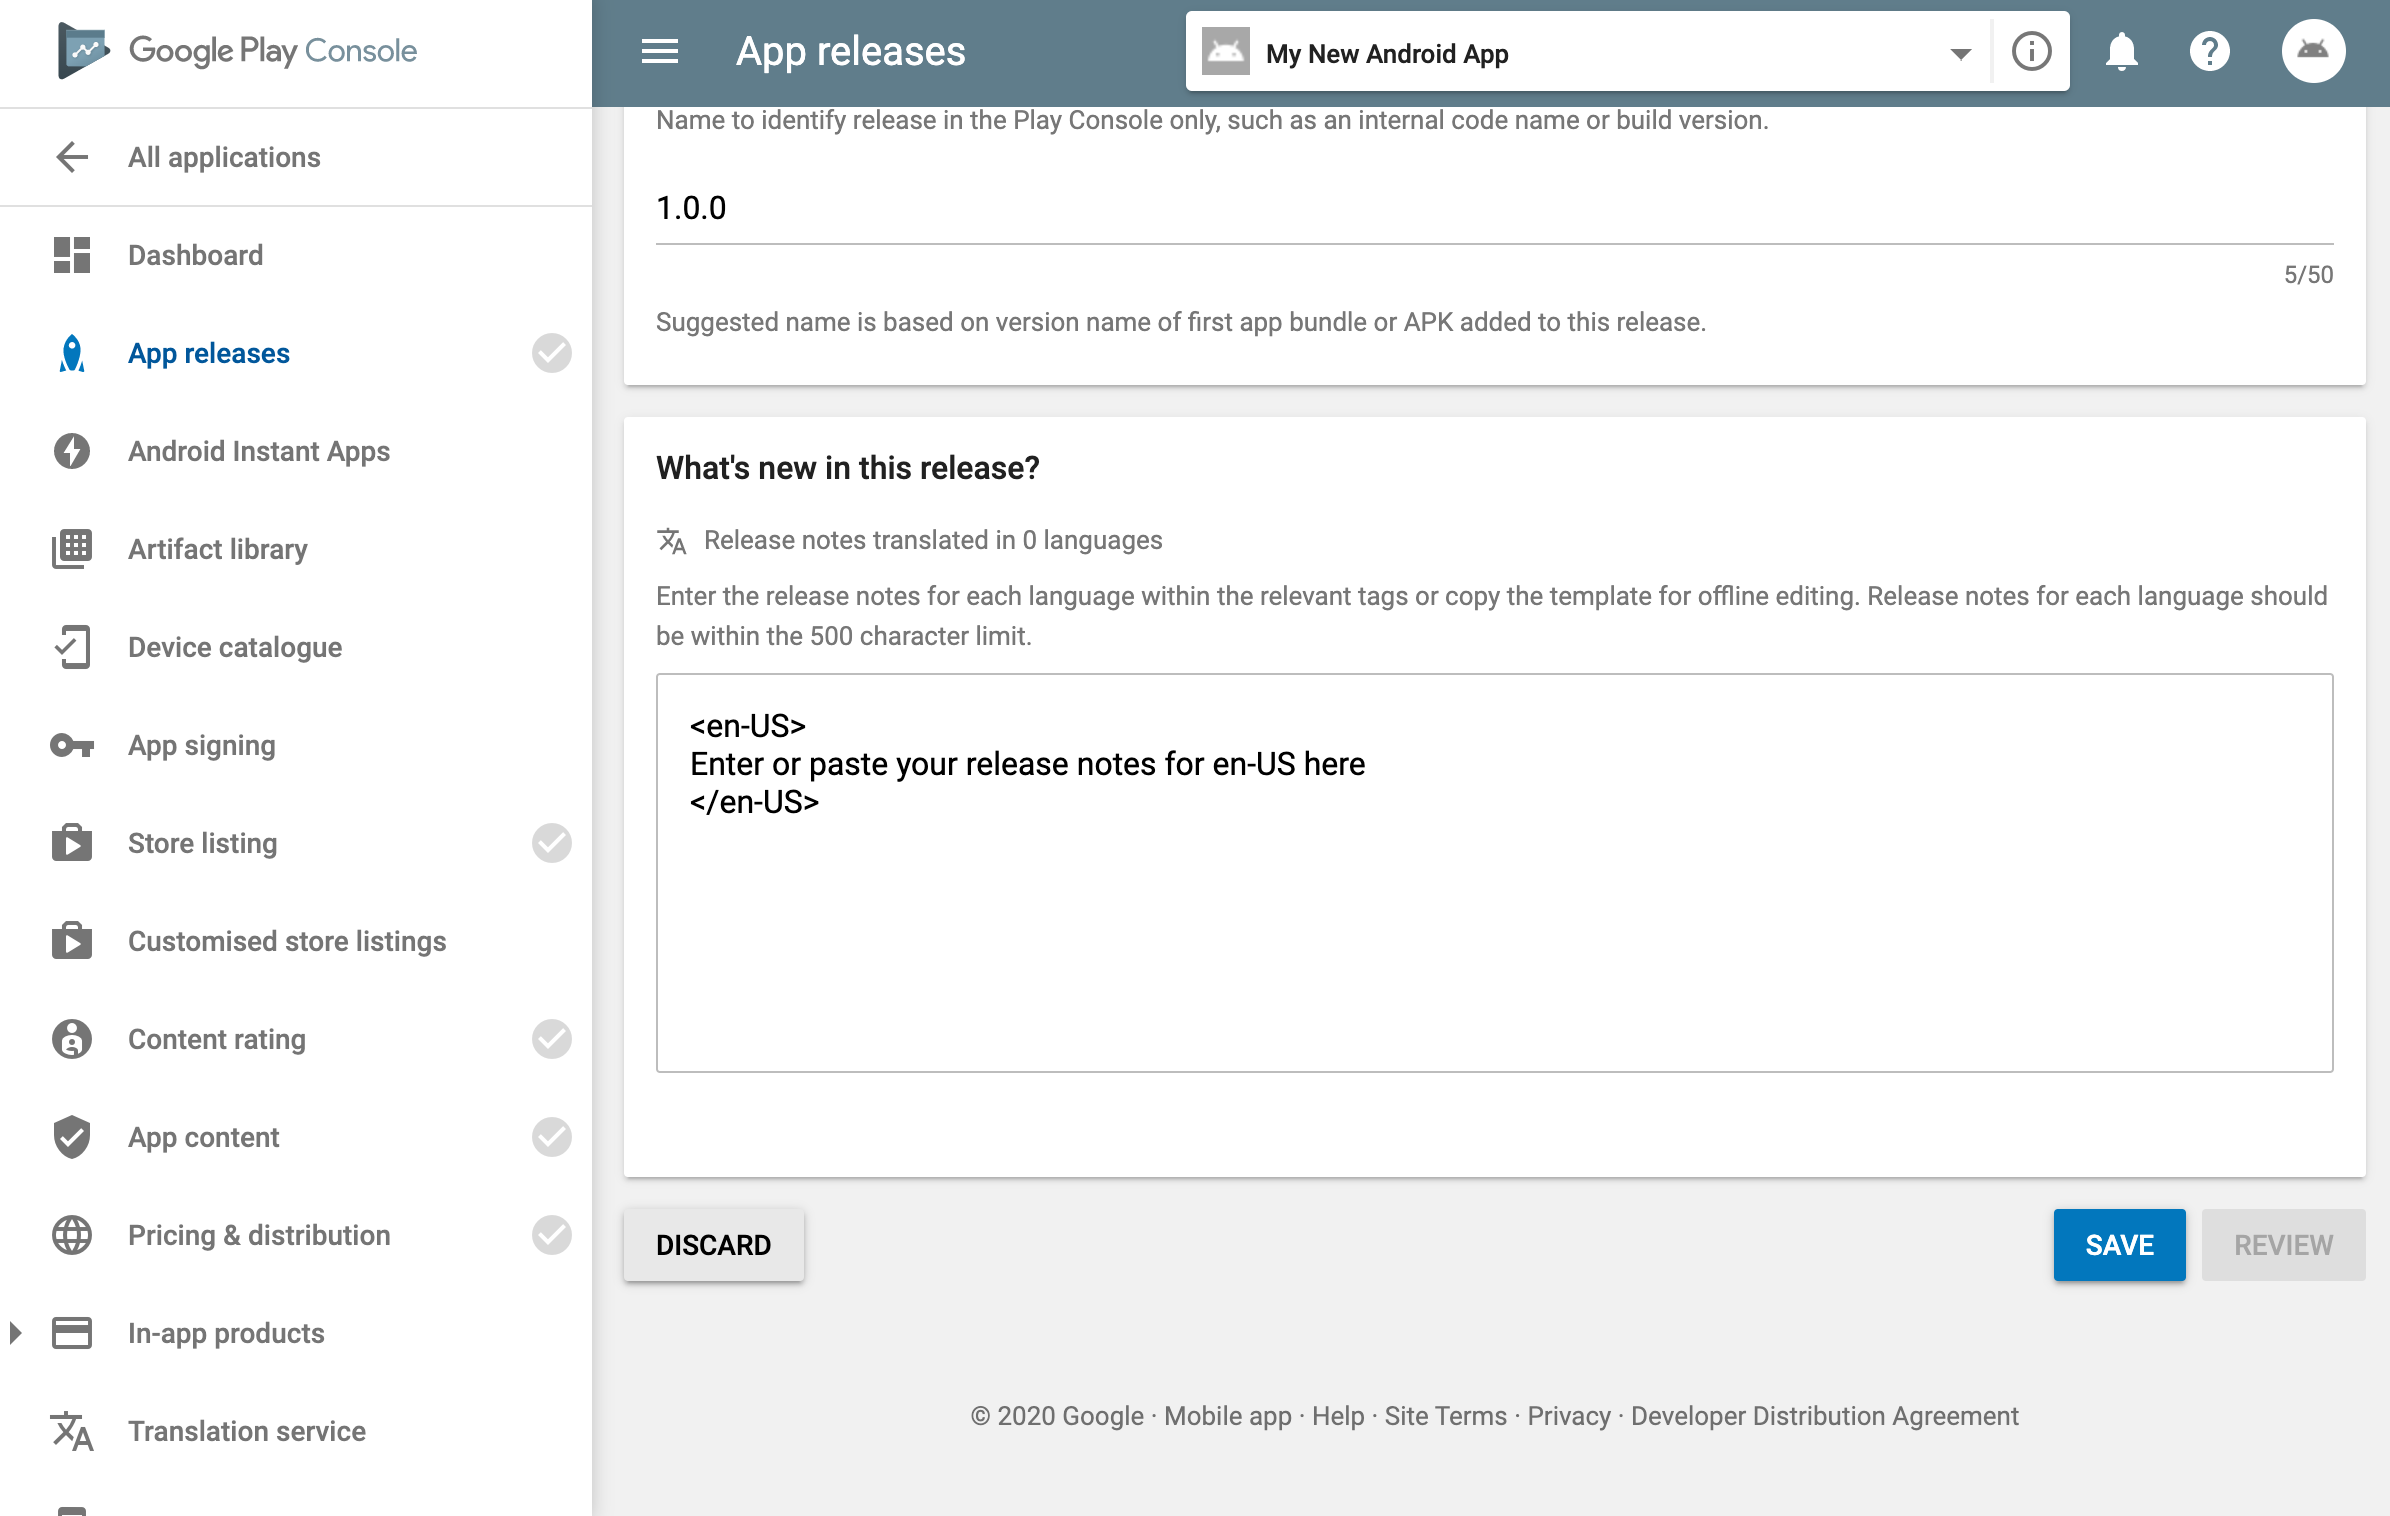 Google Play Console
App releases
My New Android App
All applications
Dashboard
App releases
Android Instant Apps
Artifact library
Device catalogue
App signing
Store listing
Customised store listings
Content rating
App content
Pricing & distribution
In-app products
Translation service
Name to identify release in the Play Console only, such as an internal code name or build version.
1.0.0
5/50
Suggested name is based on version name of first app bundle or APK added to this release.
What's new in this release?
Release notes translated in 0 languages
Enter the release notes for each language within the relevant tags or copy the template for offline editing. Release notes for each language should
be within the 500 character limit.
<en-US>
Enter or paste your release notes for en-US here
</en-US>
DISCARD
SAVE
REVIEW
© 2020 Google · Mobile app · Help · Site Terms · Privacy · Developer Distribution Agreement